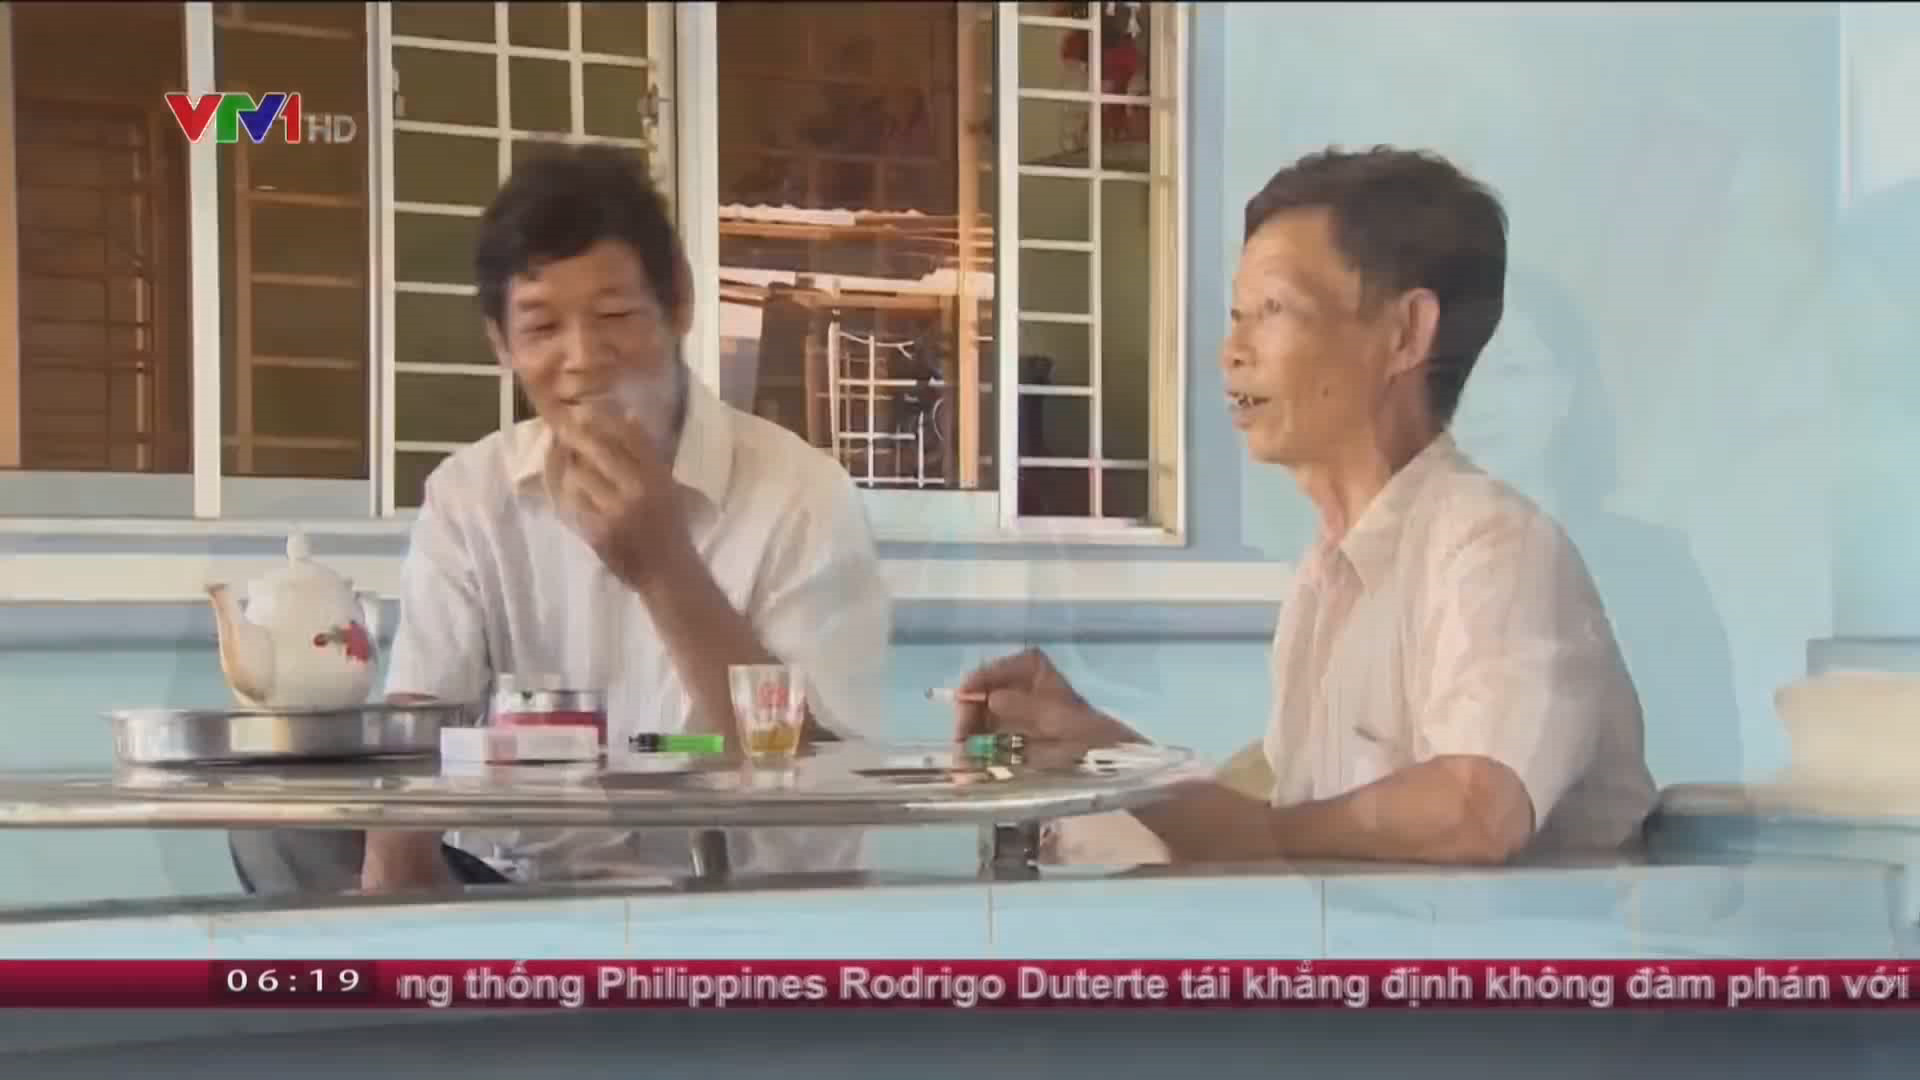 VTV1 HD
06:19 ng thống Philippines Rodrigo Duterte tái khẳng định không đàm phán với